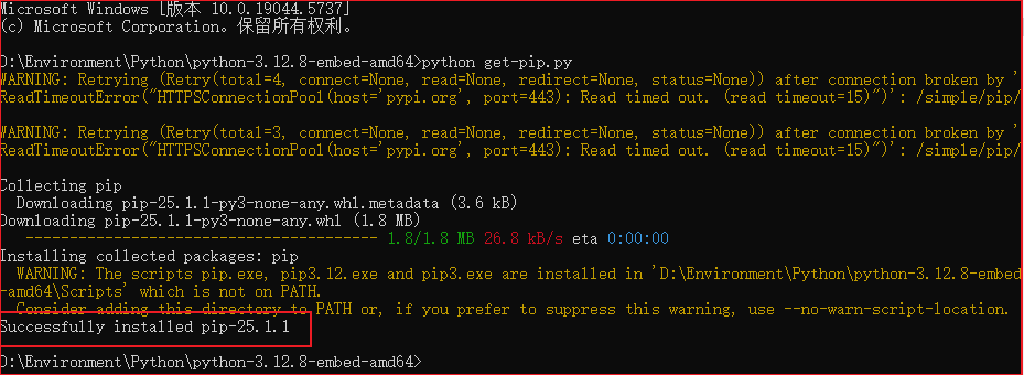 Microsoft Windows [版本 10.0.19044.5737]
(c) Microsoft Corporation。保留所有权利。
D:\Environment\Python\python-3.12.8-embed-amd64>python get-pip.py
WARNING: Retrying (Retry(total=4, connect=None, read=None, redirect=None, status=None)) after connection broken by '
ReadTimeoutError("HTTPSConnectionPool(host='pypi.org', port=443): Read timed out. (read timeout=15)")': /simple/pip/
WARNING: Retrying (Retry(total=3, connect=None, read=None, redirect=None, status=None)) after connection broken by '
ReadTimeoutError("HTTPSConnectionPool(host='pypi.org', port=443): Read timed out. (read timeout=15)")': /simple/pip/
Collecting pip
Downloading pip-25.1.1-py3-none-any.whl.metadata (3.6 kB)
Downloading pip-25.1.1-py3-none-any.whl (1.8 MB)
---------------------------------------- 1.8/1.8 MB 26.8 kB/s eta 0:00:00
Installing collected packages: pip
WARNING: The scripts pip.exe, pip3.12.exe and pip3.exe are installed in 'D:\Environment\Python\python-3.12.8-embed
-amd64\Scripts' which is not on PATH.
Consider adding this directory to PATH or, if you prefer to suppress this warning, use --no-warn-script-location.
Successfully installed pip-25.1.1
D:\Environment\Python\python-3.12.8-embed-amd64>